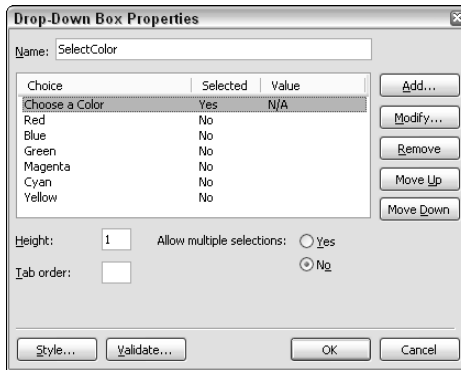 Drop-Down Box Properties
Name: SelectColor
Choice Selected Value
Choose a Color Yes N/A
Red No
Blue No
Green No
Magenta No
Cyan No
Yellow No
Add...
Modify...
Remove
Move Up
Move Down
Height: 1 Allow multiple selections: Yes
No
Tab order:
Style... Validate... OK Cancel